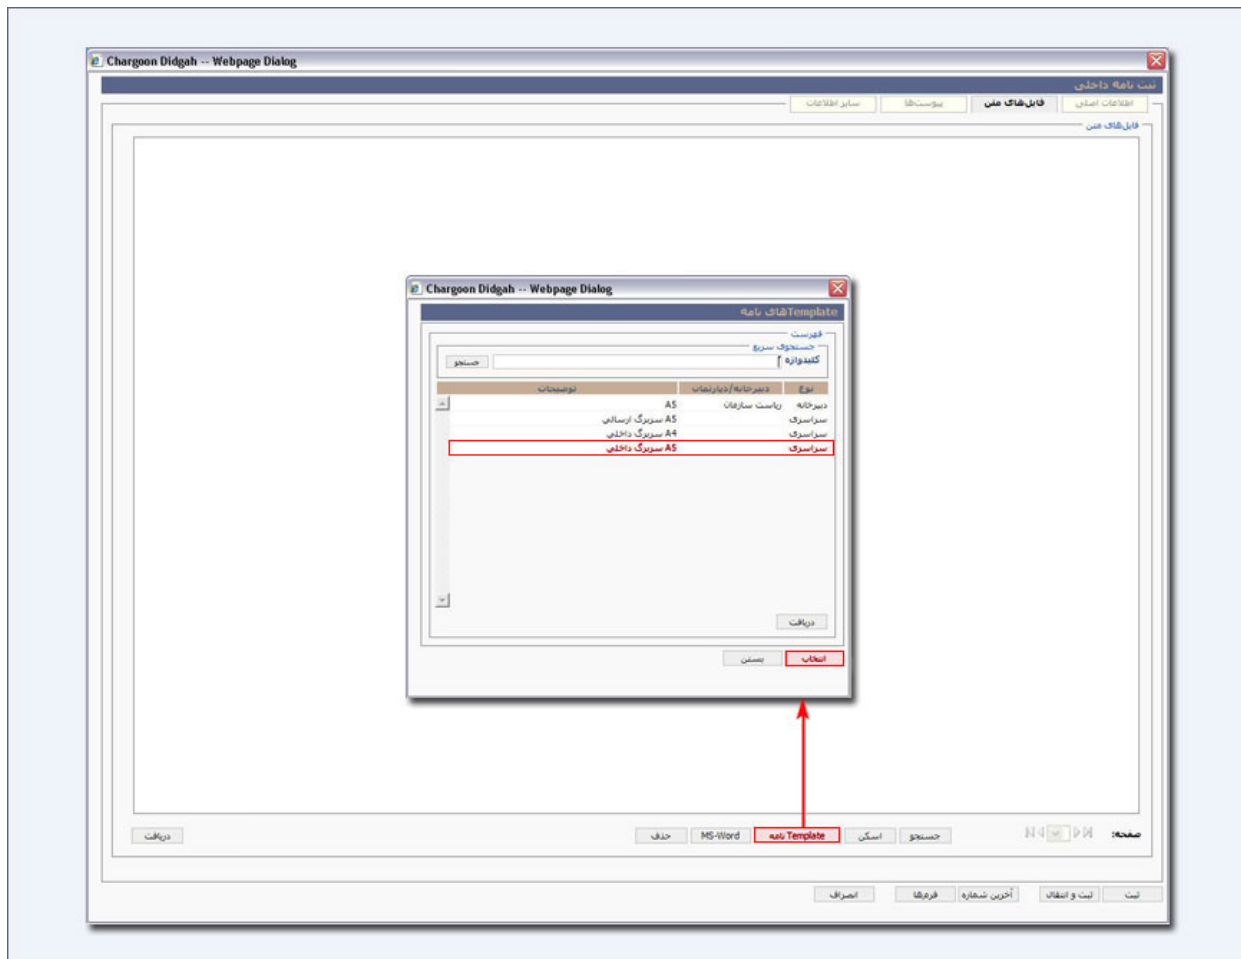 Chargoon Didgah -- Webpage Dialog
ثبت نامه داخلی
اطلاعات اصلی فایل‌های متن پیوست‌ها سایر اطلاعات
فایل‌های متن
Chargoon Didgah -- Webpage Dialog
Templateهای نامه
فهرست
جستجوی سریع
کلیدواژه جستجو
نوع دبیرخانه/دپارتمان توضیحات
دبیرخانه ریاست سازمان A5
سراسری A5 سربرگ ارسالی
سراسری A4 سربرگ داخلی
سراسری A5 سربرگ داخلی
دریافت
انتخاب بستن
صفحه: جستجو اسکن Template نامه MS-Word حذف دریافت
ثبت ثبت و انتقال آخرین شماره فرم‌ها انصراف